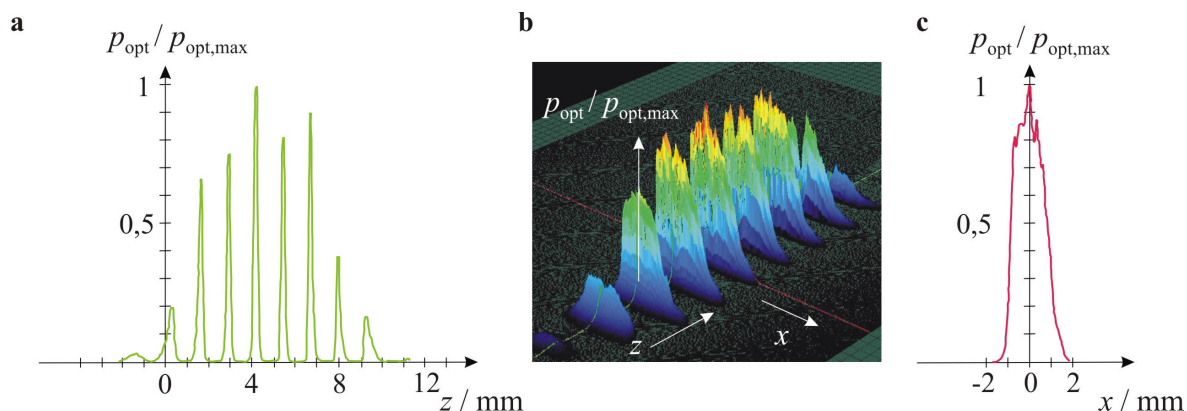 a
p_opt / p_opt,max
1
0,5
0 4 8 12
z / mm
b
p_opt / p_opt,max
z
x
c
p_opt / p_opt,max
1
0,5
-2 0 2
x / mm